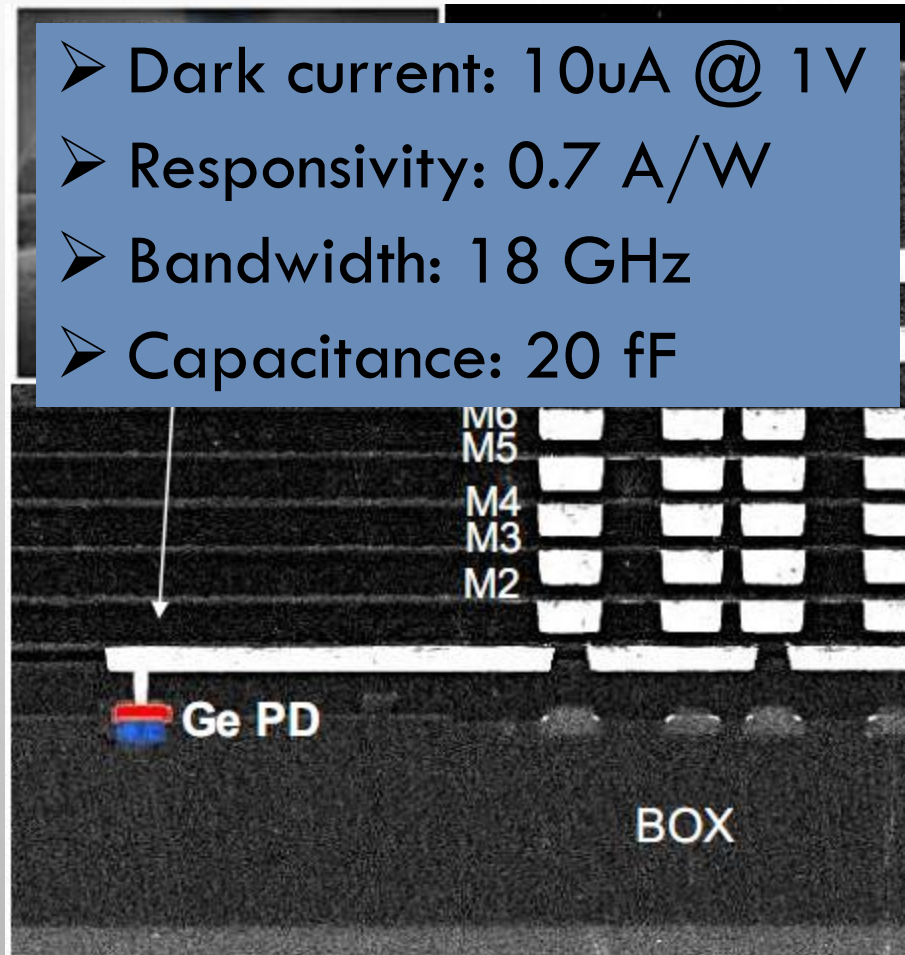 ➤ Dark current: 10uA @ 1V
➤ Responsivity: 0.7 A/W
➤ Bandwidth: 18 GHz
➤ Capacitance: 20 fF
M6
M5
M4
M3
M2
Ge PD
BOX